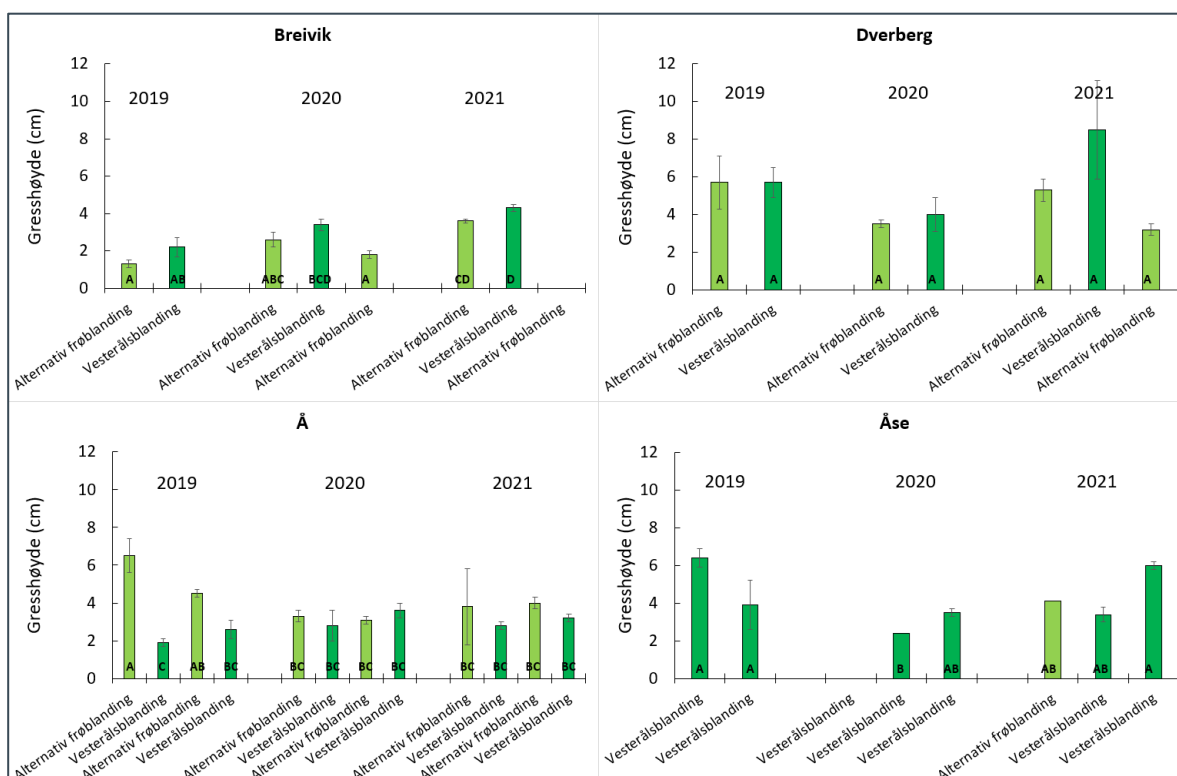 Breivik
Gresshøyde (cm)
12
10
8
6
4
2
0
2019
2020
2021
A
AB
ABC
BCD
A
CD
D
Alternativ frøblanding
Vesterålsblanding
Alternativ frøblanding
Vesterålsblanding
Alternativ frøblanding
Alternativ frøblanding
Vesterålsblanding
Alternativ frøblanding
Dverberg
Gresshøyde (cm)
12
10
8
6
4
2
0
2019
2020
2021
A
A
A
A
A
A
A
Alternativ frøblanding
Vesterålsblanding
Alternativ frøblanding
Vesterålsblanding
Alternativ frøblanding
Vesterålsblanding
Alternativ frøblanding
Å
Gresshøyde (cm)
12
10
8
6
4
2
0
2019
2020
2021
A
C
AB
BC
BC
BC
BC
BC
BC
BC
BC
BC
Alternativ frøblanding
Vesterålsblanding
Alternativ frøblanding
Vesterålsblanding
Alternativ frøblanding
Vesterålsblanding
Alternativ frøblanding
Vesterålsblanding
Alternativ frøblanding
Vesterålsblanding
Alternativ frøblanding
Vesterålsblanding
Åse
Gresshøyde (cm)
12
10
8
6
4
2
0
2019
2020
2021
A
A
B
AB
AB
AB
A
Vesterålsblanding
Vesterålsblanding
Vesterålsblanding
Vesterålsblanding
Vesterålsblanding
Alternativ frøblanding
Vesterålsblanding
Vesterålsblanding